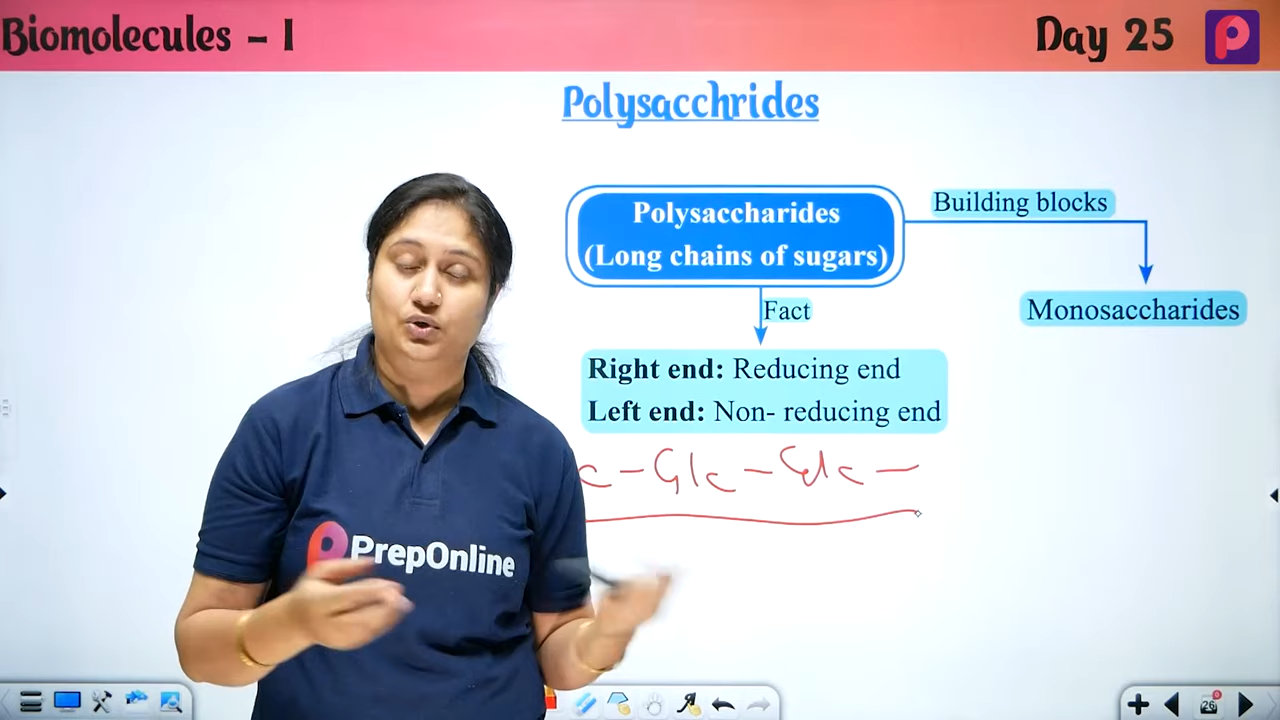 Biomolecules - I
Day 25
Polysacchrides
Polysaccharides
(Long chains of sugars)
Building blocks
Monosaccharides
Fact
Right end: Reducing end
Left end: Non- reducing end
c - Glc - Glc -
PrepOnline
26